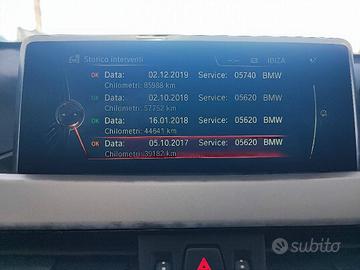 Storico interventi
--:-- IBIZA
OK Data: 02.12.2019 Service: 05740 BMW
Chilometri: 85988 km
OK Data: 02.10.2018 Service: 05620 BMW
Chilometri: 57752 km
OK Data: 16.01.2018 Service: 05620 BMW
Chilometri: 44641 km
OK Data: 05.10.2017 Service: 05620 BMW
Chilometri: 39182 km
subito